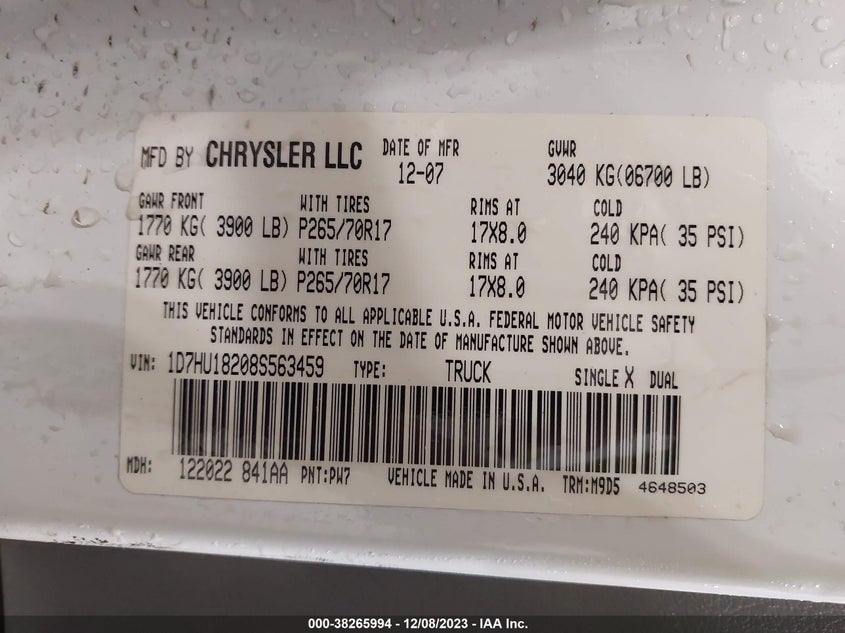 MFD BY CHRYSLER LLC DATE OF MFR GVWR
12-07 3040 KG(06700 LB)
GAWR FRONT WITH TIRES RIMS AT COLD
1770 KG( 3900 LB) P265/70R17 17X8.0 240 KPA( 35 PSI)
GAWR REAR WITH TIRES RIMS AT COLD
1770 KG( 3900 LB) P265/70R17 17X8.0 240 KPA( 35 PSI)
THIS VEHICLE CONFORMS TO ALL APPLICABLE U.S.A. FEDERAL MOTOR VEHICLE SAFETY
STANDARDS IN EFFECT ON THE DATE OF MANUFACTURE SHOWN ABOVE.
VIN: 1D7HU18208S563459 TYPE: TRUCK SINGLE X DUAL
MDH: 122022 841AA PNT:PW7 VEHICLE MADE IN U.S.A. TRM:M9D5 4648503
000-38265994 - 12/08/2023 - IAA Inc.